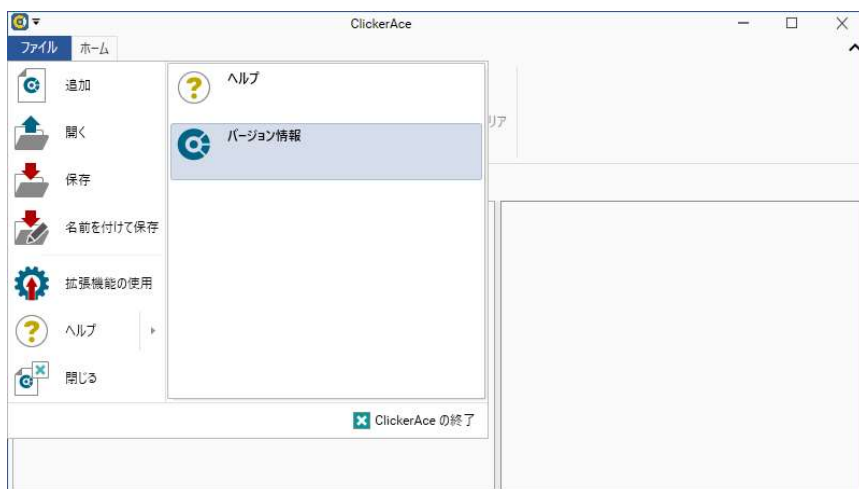 ClickerAce
ファイル ホーム
追加
開く
保存
名前を付けて保存
拡張機能の使用
ヘルプ
閉じる
ヘルプ
バージョン情報
リア
ClickerAce の終了